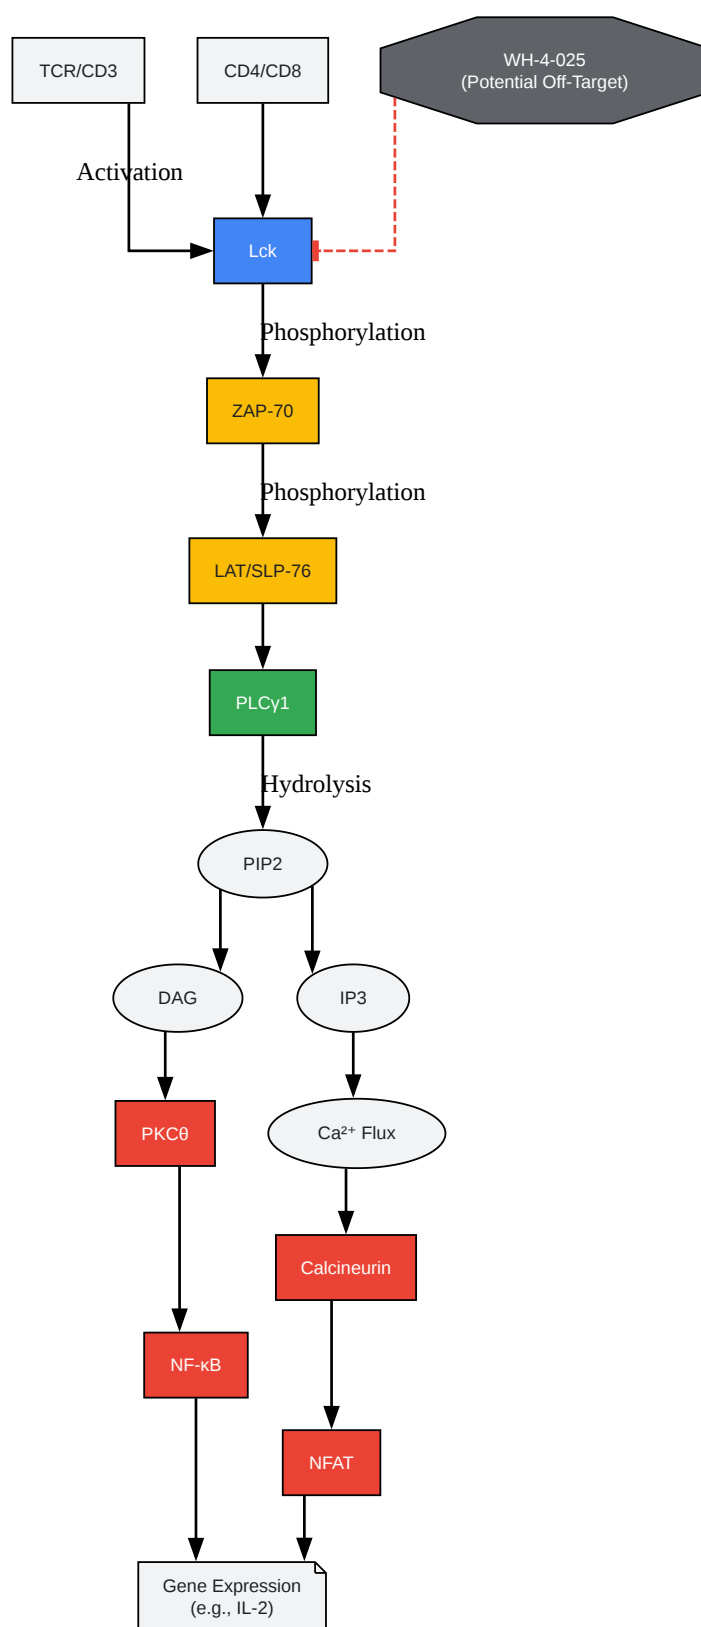 TCR/CD3
CD4/CD8
WH-4-025
(Potential Off-Target)
Activation
Lck
Phosphorylation
ZAP-70
Phosphorylation
LAT/SLP-76
PLCγ1
Hydrolysis
PIP2
DAG
IP3
PKCθ
Ca²⁺ Flux
Calcineurin
NF-κB
NFAT
Gene Expression
(e.g., IL-2)